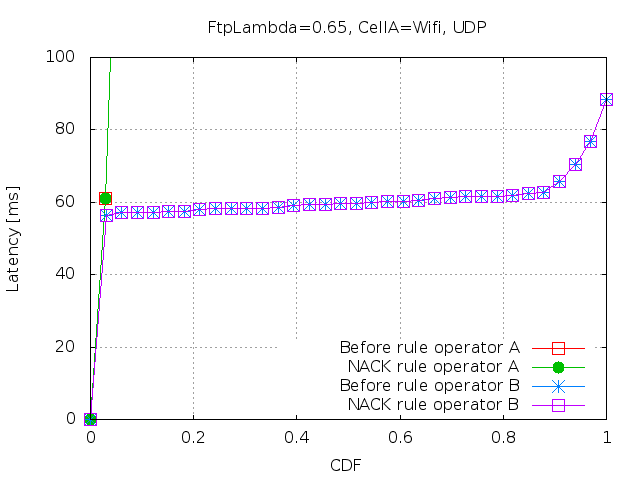 FtpLambda=0.65, CellA=Wifi, UDP
100
80
60
40
20
0
Latency [ms]
Before rule operator A
NACK rule operator A
Before rule operator B
NACK rule operator B
0 0.2 0.4 0.6 0.8 1
CDF